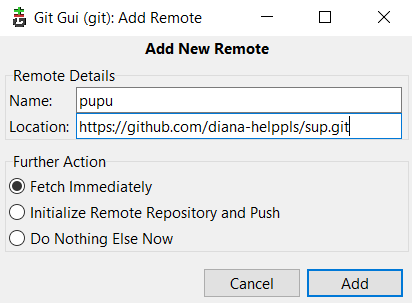 Git Gui (git): Add Remote
Add New Remote
Remote Details
Name: pupu
Location: https://github.com/diana-helppls/sup.git
Further Action
Fetch Immediately
Initialize Remote Repository and Push
Do Nothing Else Now
Cancel Add